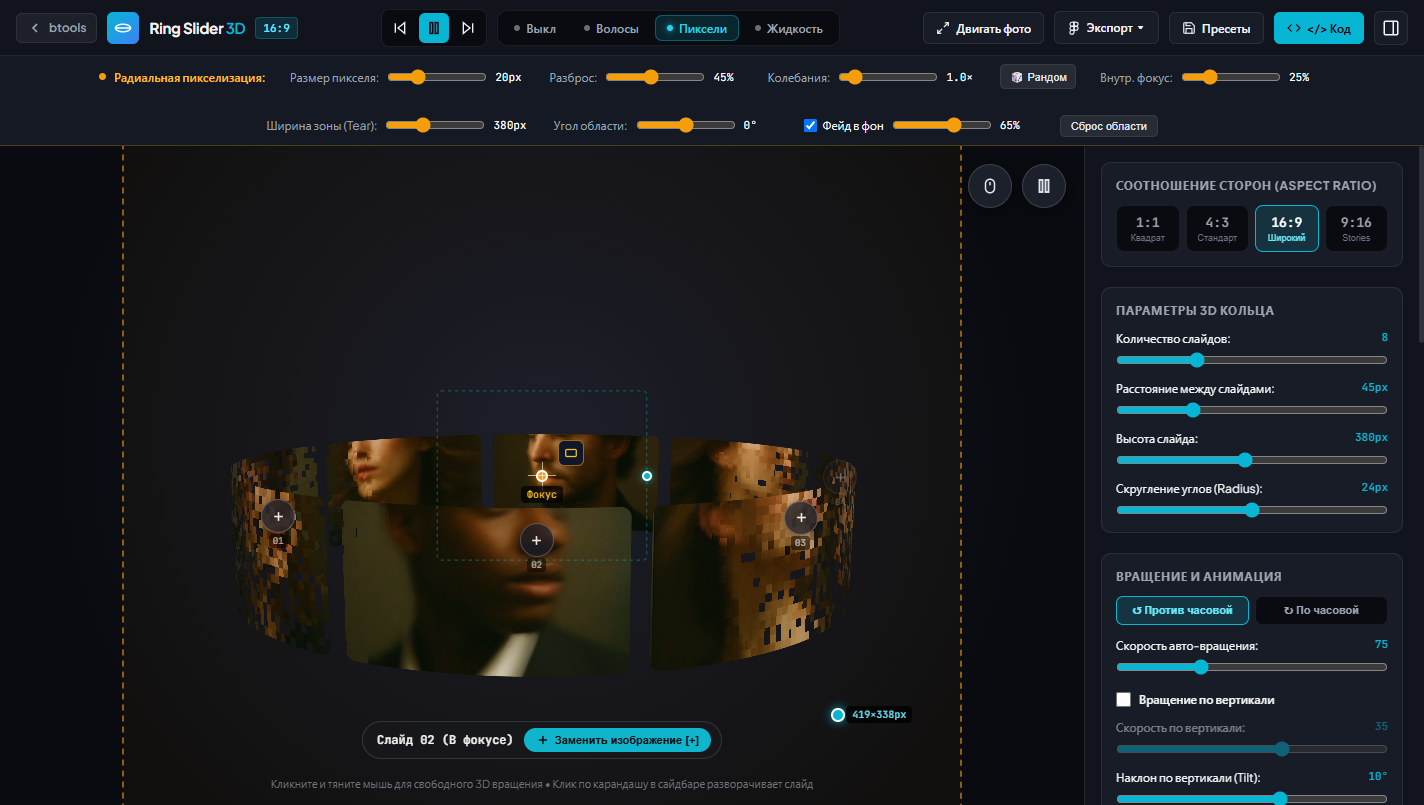 btools
Ring Slider 3D
16:9
Выкл
Волосы
Пиксели
Жидкость
Двигать фото
Экспорт
Пресеты
</> Код
Радиальная пикселизация:
Размер пикселя:
20px
Разброс:
45%
Колебания:
1.0×
Рандом
Внутр. фокус:
25%
Ширина зоны (Tear):
380px
Угол области:
0°
Фейд в фон
65%
Сброс области
Фокус
01
02
03
419×338px
Слайд 02 (В фокусе)
Заменить изображение [+]
Кликните и тяните мышь для свободного 3D вращения • Клик по карандашу в сайдбаре разворачивает слайд
СООТНОШЕНИЕ СТОРОН (ASPECT RATIO)
1:1
Квадрат
4:3
Стандарт
16:9
Широкий
9:16
Stories
ПАРАМЕТРЫ 3D КОЛЬЦА
Количество слайдов:
8
Расстояние между слайдами:
45px
Высота слайда:
380px
Скругление углов (Radius):
24px
ВРАЩЕНИЕ И АНИМАЦИЯ
↺ Против часовой
↻ По часовой
Скорость авто-вращения:
75
Вращение по вертикали
Скорость по вертикали:
35
Наклон по вертикали (Tilt):
10°